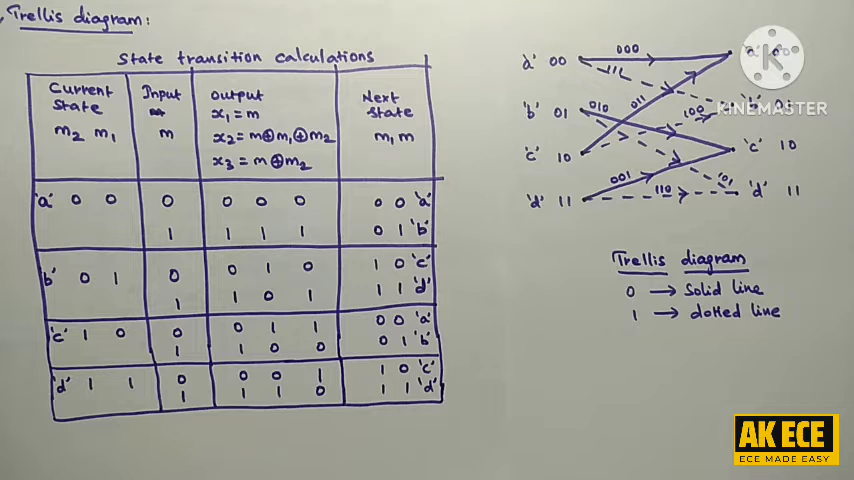 Trellis diagram:
State transition calculations
Current State m₂ m₁
Input m
Output x₁ = m x₂ = m⊕m₁⊕m₂ x₃ = m⊕m₂
Next State m₁ m
'a' 0 0 0 0 0 0 0 0 'a'
1 1 1 1 0 1 'b'
'b' 0 1 0 0 1 0 1 0 'c'
1 1 0 1 1 1 'd'
'c' 1 0 0 0 1 1 0 0 'a'
1 1 0 0 0 1 'b'
'd' 1 1 0 0 0 1 1 0 'c'
1 1 1 0 1 1 'd'
'a' 00 000
111
'b' 01 010 011 100
KINEMASTER
'c' 10 'c' 10
'd' 11 001 110 101 'd' 11
Trellis diagram
0 → Solid line
1 → dotted line
AK ECE
ECE MADE EASY